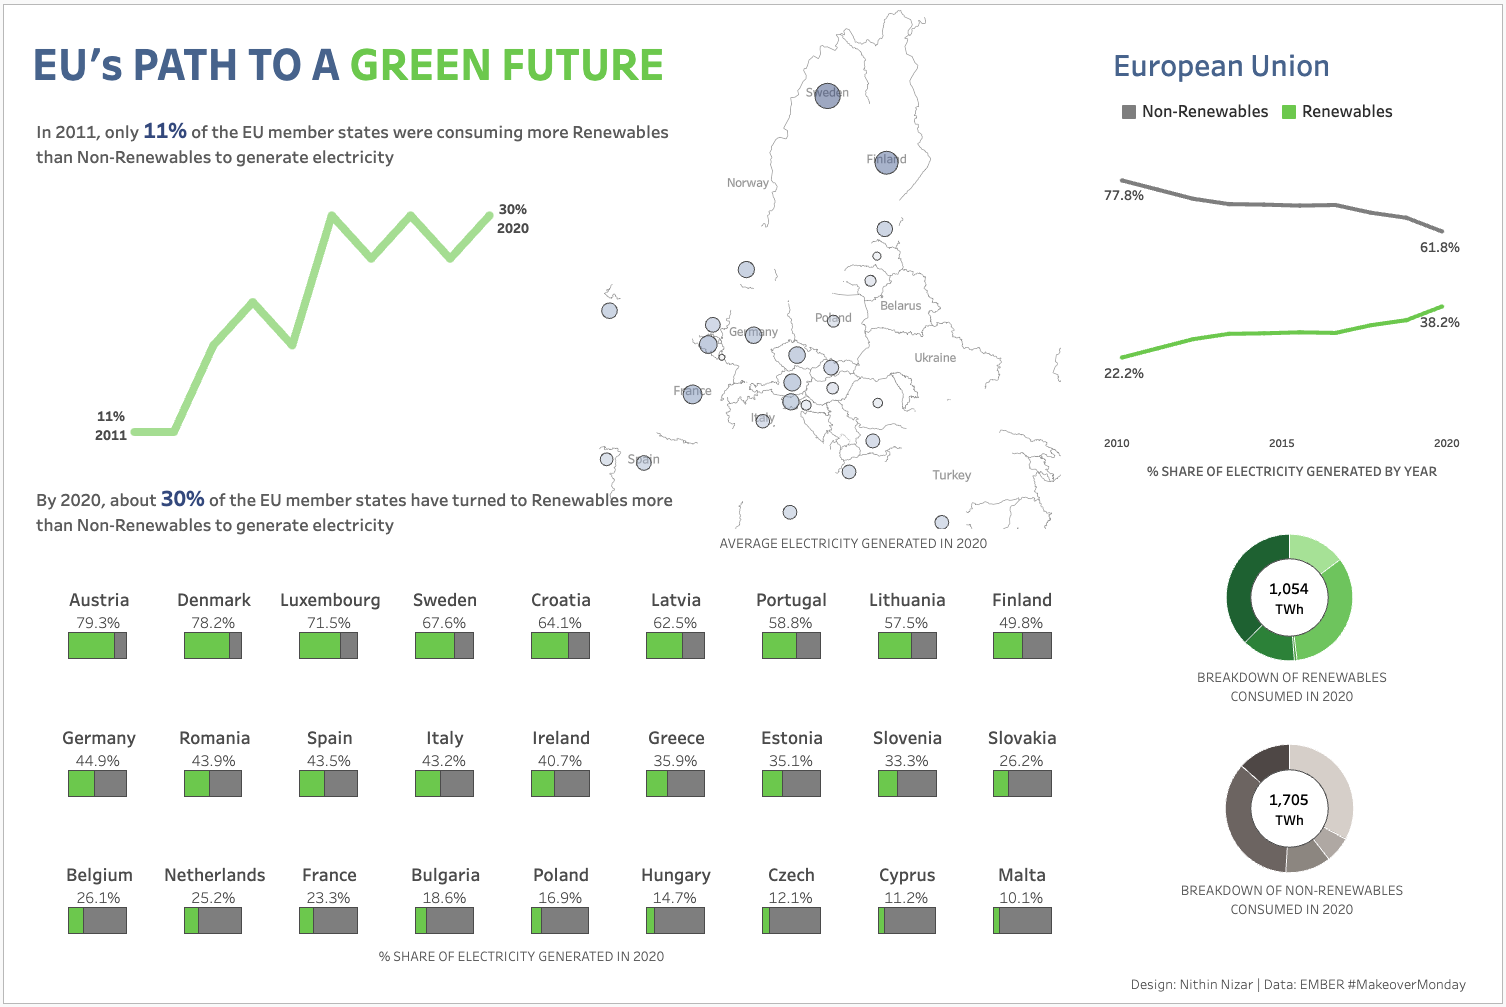 EU's PATH TO A GREEN FUTURE
In 2011, only 11% of the EU member states were consuming more Renewables
than Non-Renewables to generate electricity
30%
2020
11%
2011
By 2020, about 30% of the EU member states have turned to Renewables more
than Non-Renewables to generate electricity
Sweden
Finland
Norway
Belarus
Poland
Germany
Ukraine
France
Italy
Spain
Turkey
AVERAGE ELECTRICITY GENERATED IN 2020
European Union
Non-Renewables Renewables
77.8%
61.8%
38.2%
22.2%
2010 2015 2020
% SHARE OF ELECTRICITY GENERATED BY YEAR
1,054
TWh
BREAKDOWN OF RENEWABLES
CONSUMED IN 2020
1,705
TWh
BREAKDOWN OF NON-RENEWABLES
CONSUMED IN 2020
Austria Denmark Luxembourg Sweden Croatia Latvia Portugal Lithuania Finland
79.3% 78.2% 71.5% 67.6% 64.1% 62.5% 58.8% 57.5% 49.8%
Germany Romania Spain Italy Ireland Greece Estonia Slovenia Slovakia
44.9% 43.9% 43.5% 43.2% 40.7% 35.9% 35.1% 33.3% 26.2%
Belgium Netherlands France Bulgaria Poland Hungary Czech Cyprus Malta
26.1% 25.2% 23.3% 18.6% 16.9% 14.7% 12.1% 11.2% 10.1%
% SHARE OF ELECTRICITY GENERATED IN 2020
Design: Nithin Nizar | Data: EMBER #MakeoverMonday